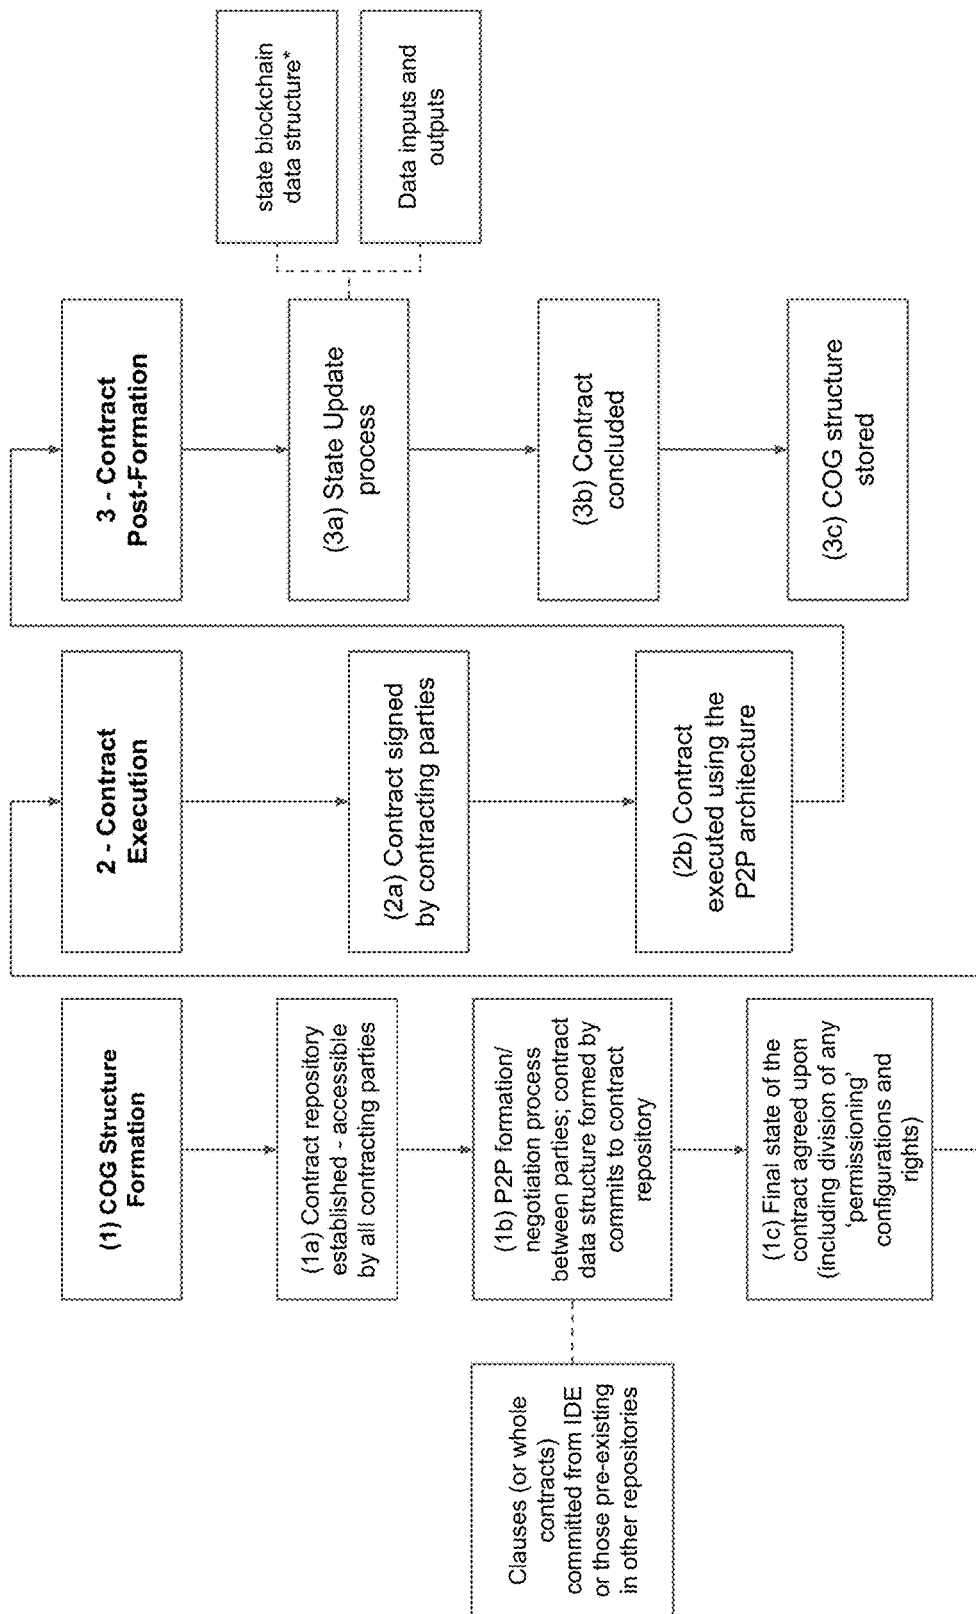 (1) COG Structure
Formation
(1a) Contract repository
established - accessible
by all contracting parties
(1b) P2P formation/
negotiation process
between parties; contract
data structure formed by
commits to contract
repository
Clauses (or whole
contracts)
committed from IDE
or those pre-existing
in other repositories
(1c) Final state of the
contract agreed upon
(including division of any
‘permissioning’
configurations and
rights)
2 - Contract
Execution
(2a) Contract signed
by contracting parties
(2b) Contract
executed using the
P2P architecture
3 - Contract
Post-Formation
(3a) State Update
process
state blockchain
data structure*
Data inputs and
outputs
(3b) Contract
concluded
(3c) COG structure
stored